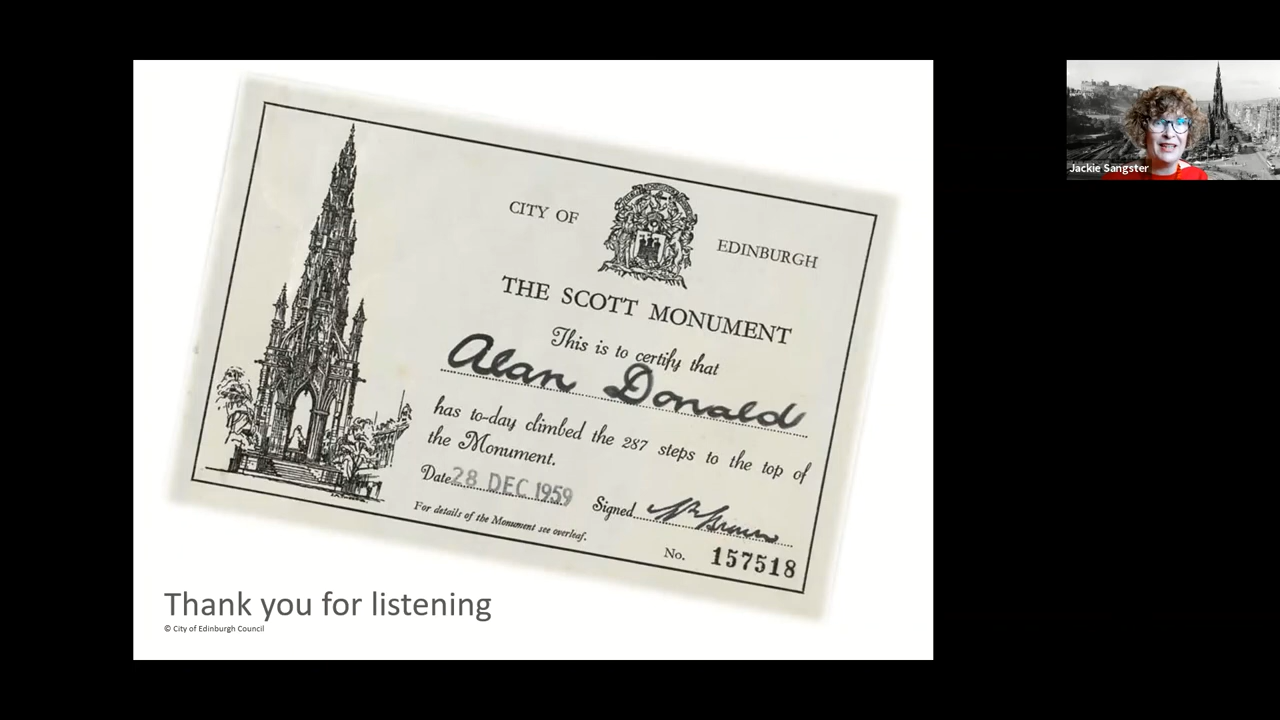 CITY OF EDINBURGH
THE SCOTT MONUMENT
This is to certify that
Alan Donald
has to-day climbed the 287 steps to the top of
the Monument.
Date 28 DEC 1959 Signed
For details of the Monument see overleaf.
No. 157518
Thank you for listening
© City of Edinburgh Council
Jackie Sangster